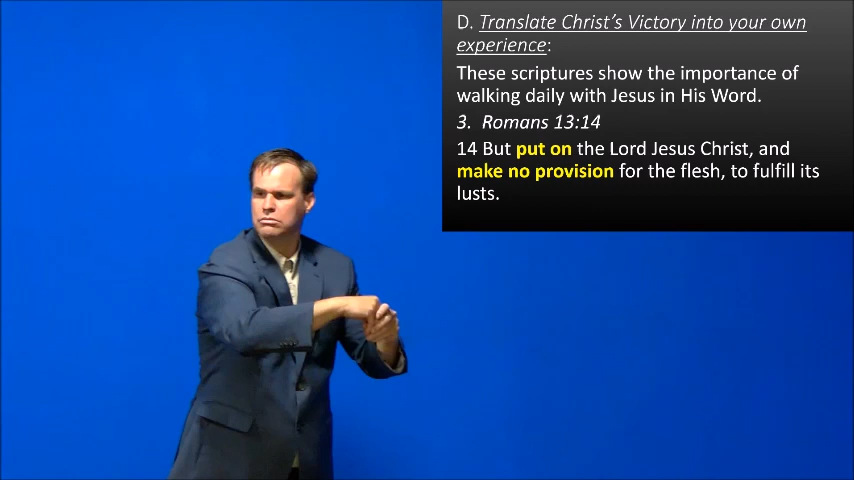 D. Translate Christ's Victory into your own
experience:
These scriptures show the importance of
walking daily with Jesus in His Word.
3. Romans 13:14
14 But put on the Lord Jesus Christ, and
make no provision for the flesh, to fulfill its
lusts.